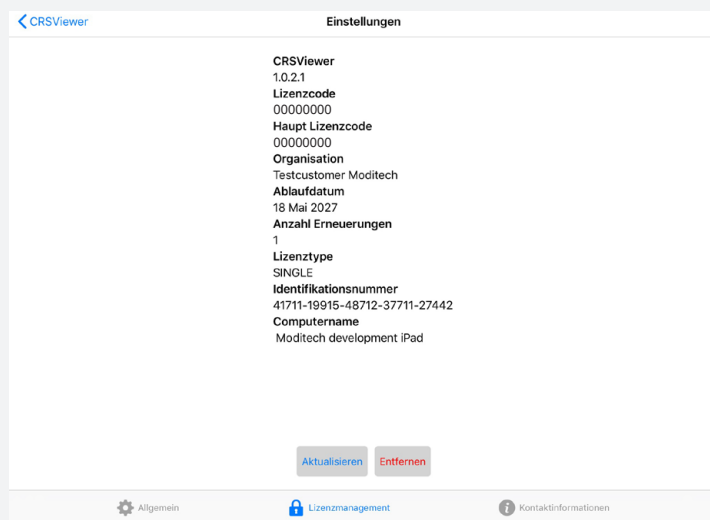 CRSViewer
Einstellungen
CRSViewer
1.0.2.1
Lizenzcode
00000000
Haupt Lizenzcode
00000000
Organisation
Testcustomer Moditech
Ablaufdatum
18 Mai 2027
Anzahl Erneuerungen
1
Lizenztype
SINGLE
Identifikationsnummer
41711-19915-48712-37711-27442
Computername
Moditech development iPad
Aktualisieren
Entfernen
Allgemein
Lizenzmanagement
Kontaktinformationen